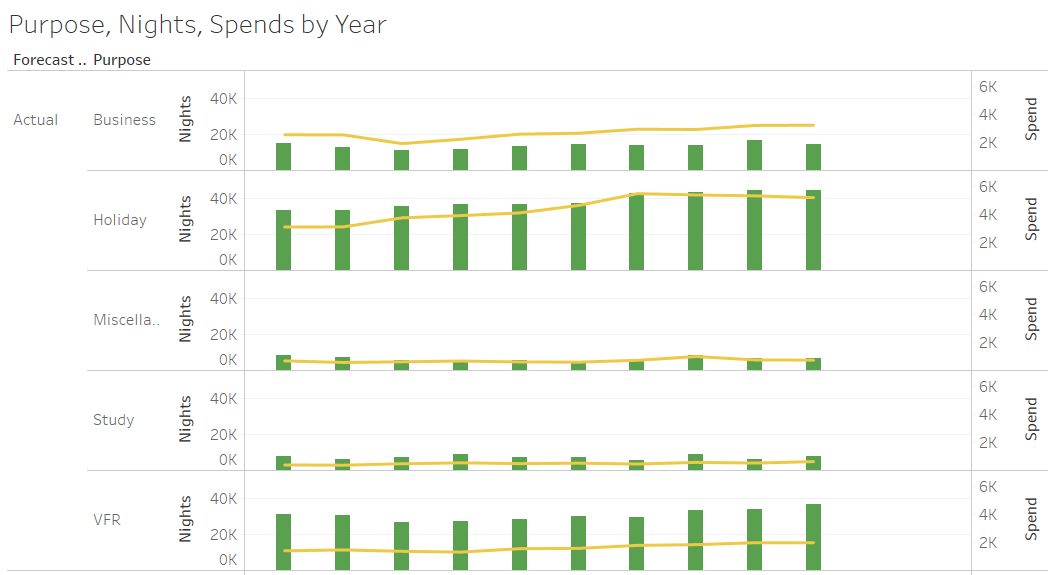 Purpose, Nights, Spends by Year
Forecast .. Purpose
Actual
Business
Nights
40K
20K
0K
6K
4K
2K
Spend
Holiday
Nights
40K
20K
0K
6K
4K
2K
Spend
Miscella..
Nights
40K
20K
0K
6K
4K
2K
Spend
Study
Nights
40K
20K
0K
6K
4K
2K
Spend
VFR
Nights
40K
20K
0K
6K
4K
2K
Spend